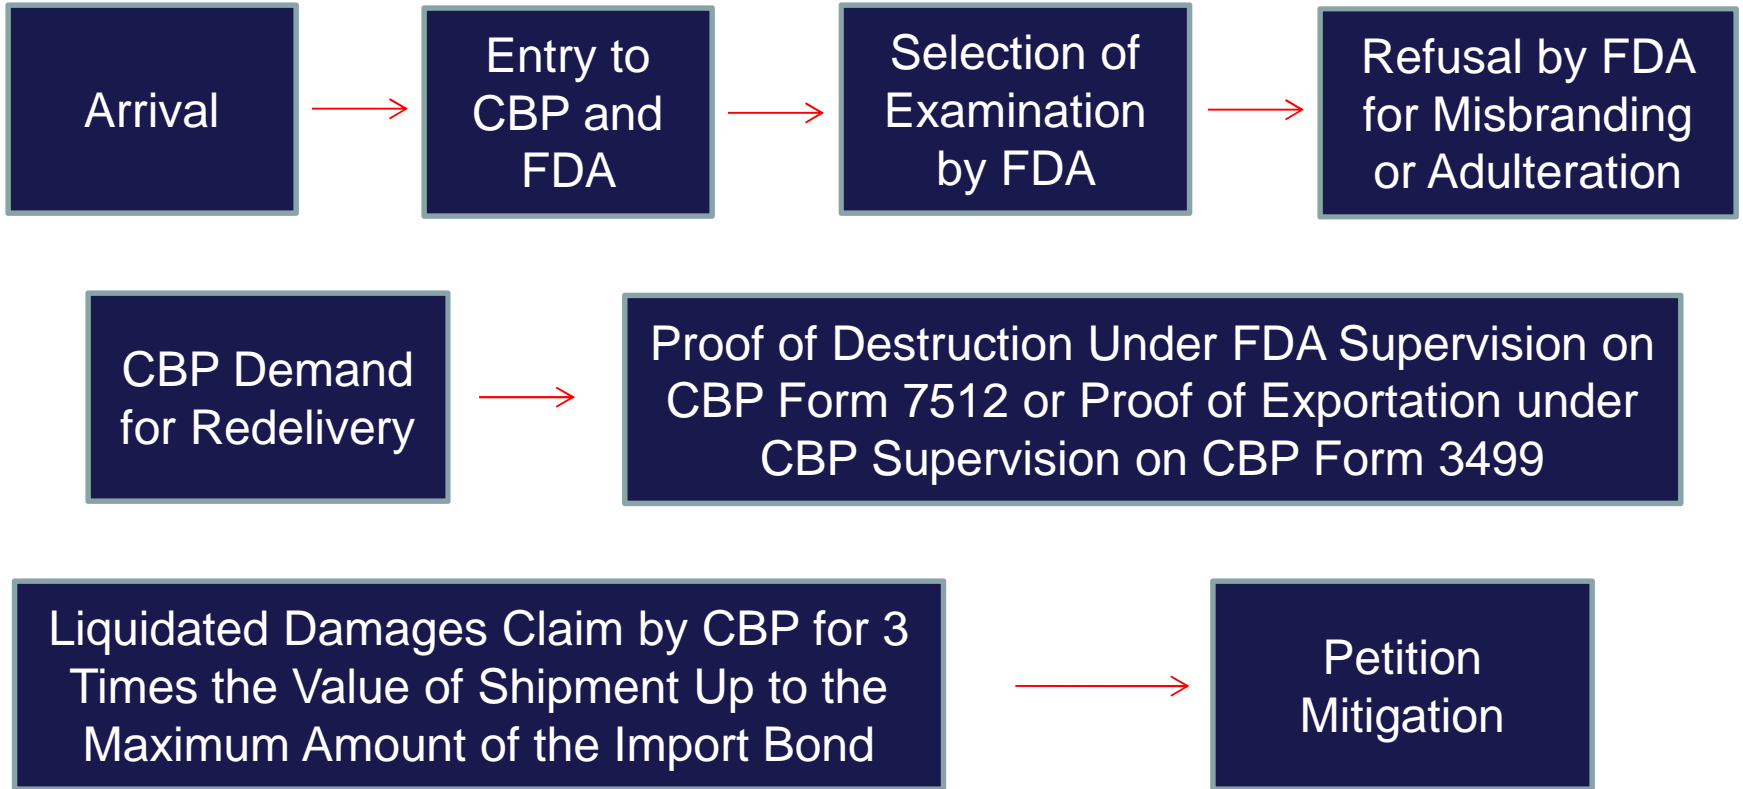 Arrival
Entry to
CBP and
FDA
Selection of
Examination
by FDA
Refusal by FDA
for Misbranding
or Adulteration
CBP Demand
for Redelivery
Proof of Destruction Under FDA Supervision on
CBP Form 7512 or Proof of Exportation under
CBP Supervision on CBP Form 3499
Liquidated Damages Claim by CBP for 3
Times the Value of Shipment Up to the
Maximum Amount of the Import Bond
Petition
Mitigation